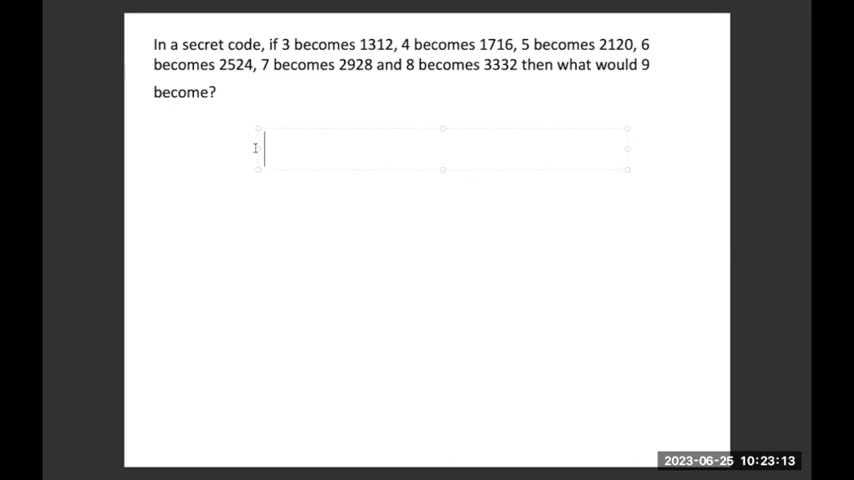 In a secret code, if 3 becomes 1312, 4 becomes 1716, 5 becomes 2120, 6
becomes 2524, 7 becomes 2928 and 8 becomes 3332 then what would 9
become?
2023-06-25 10:23:13